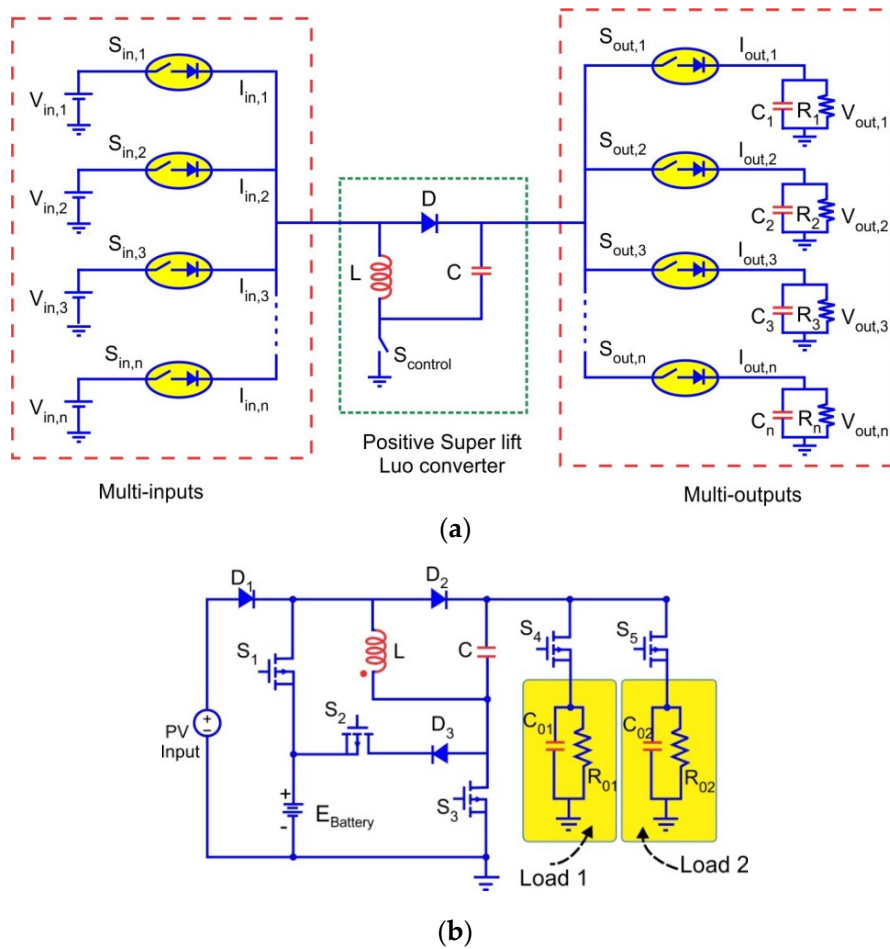 S_in,1
I_in,1
V_in,1
S_in,2
I_in,2
V_in,2
S_in,3
I_in,3
V_in,3
S_in,n
I_in,n
V_in,n
Multi-inputs
D
L
C
S_control
Positive Super lift
Luo converter
S_out,1
I_out,1
C_1
R_1
V_out,1
S_out,2
I_out,2
C_2
R_2
V_out,2
S_out,3
I_out,3
C_3
R_3
V_out,3
S_out,n
I_out,n
C_n
R_n
V_out,n
Multi-outputs
(a)
D_1
D_2
S_1
L
C
S_4
S_5
S_2
D_3
PV
Input
+
-
+
-
E_Battery
S_3
C_01
R_01
C_02
R_02
Load 1
Load 2
(b)